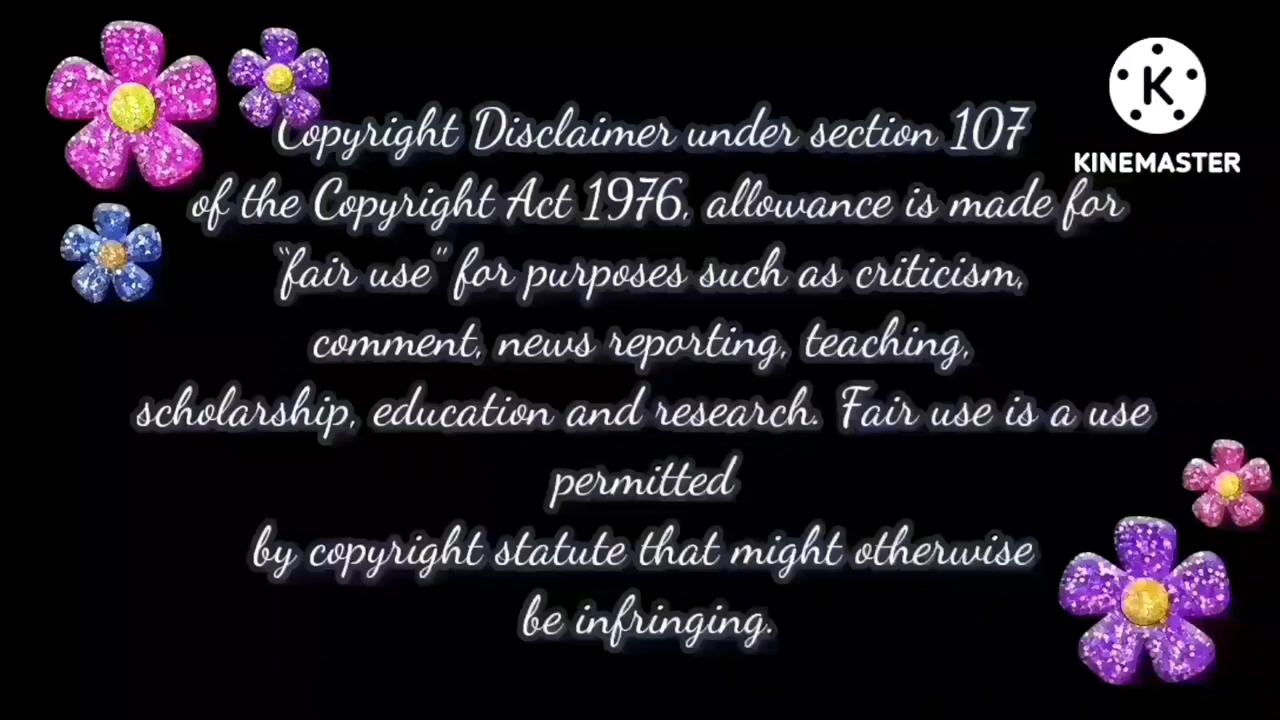 Copyright Disclaimer under section 107
of the Copyright Act 1976, allowance is made for
“fair use” for purposes such as criticism,
comment, news reporting, teaching,
scholarship, education and research. Fair use is a use
permitted
by copyright statute that might otherwise
be infringing.
K
KINEMASTER